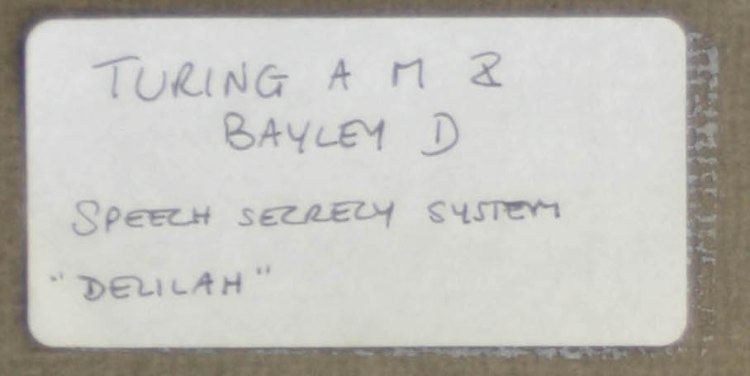 TURING A M &
BAYLEY D
SPEECH SECRECY SYSTEM
"DELILAH"